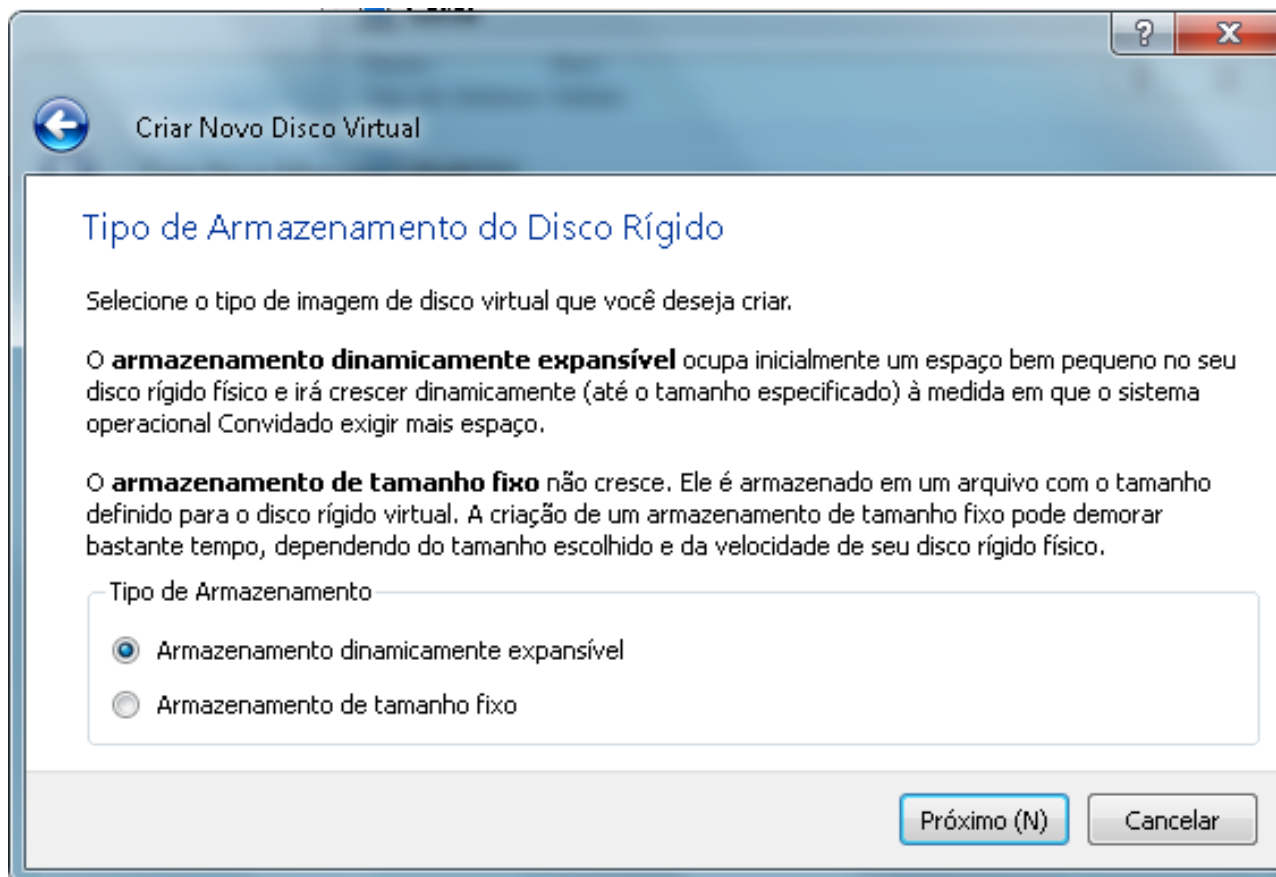 ?
X
Criar Novo Disco Virtual
Tipo de Armazenamento do Disco Rígido
Selecione o tipo de imagem de disco virtual que você deseja criar.
O armazenamento dinamicamente expansível ocupa inicialmente um espaço bem pequeno no seu
disco rígido físico e irá crescer dinamicamente (até o tamanho especificado) à medida em que o sistema
operacional Convidado exigir mais espaço.
O armazenamento de tamanho fixo não cresce. Ele é armazenado em um arquivo com o tamanho
definido para o disco rígido virtual. A criação de um armazenamento de tamanho fixo pode demorar
bastante tempo, dependendo do tamanho escolhido e da velocidade de seu disco rígido físico.
Tipo de Armazenamento
Armazenamento dinamicamente expansível
Armazenamento de tamanho fixo
Próximo (N)
Cancelar